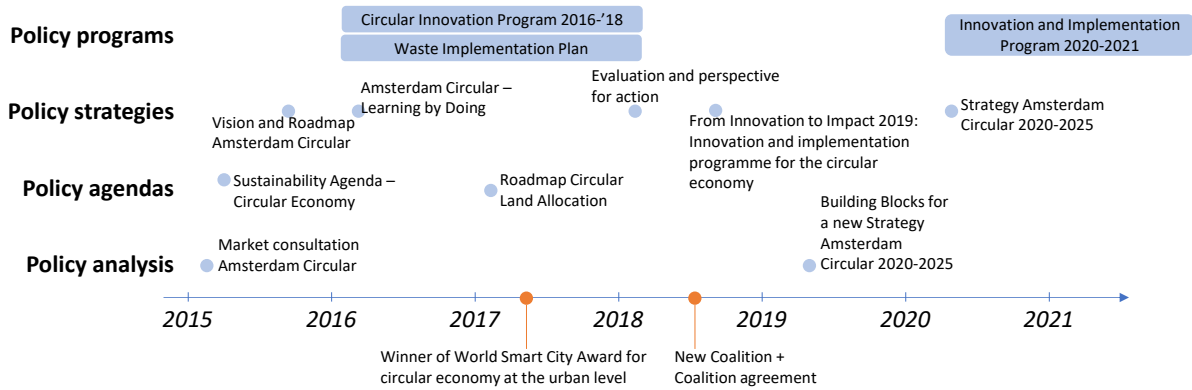 Policy programs
Circular Innovation Program 2016-'18
Waste Implementation Plan
Innovation and Implementation
Program 2020-2021
Policy strategies
Vision and Roadmap
Amsterdam Circular
Amsterdam Circular –
Learning by Doing
Evaluation and perspective
for action
From Innovation to Impact 2019:
Innovation and implementation
programme for the circular
economy
Strategy Amsterdam
Circular 2020-2025
Policy agendas
Sustainability Agenda –
Circular Economy
Roadmap Circular
Land Allocation
Policy analysis
Market consultation
Amsterdam Circular
Building Blocks for
a new Strategy
Amsterdam
Circular 2020-2025
2015
2016
2017
2018
2019
2020
2021
Winner of World Smart City Award for
circular economy at the urban level
New Coalition +
Coalition agreement